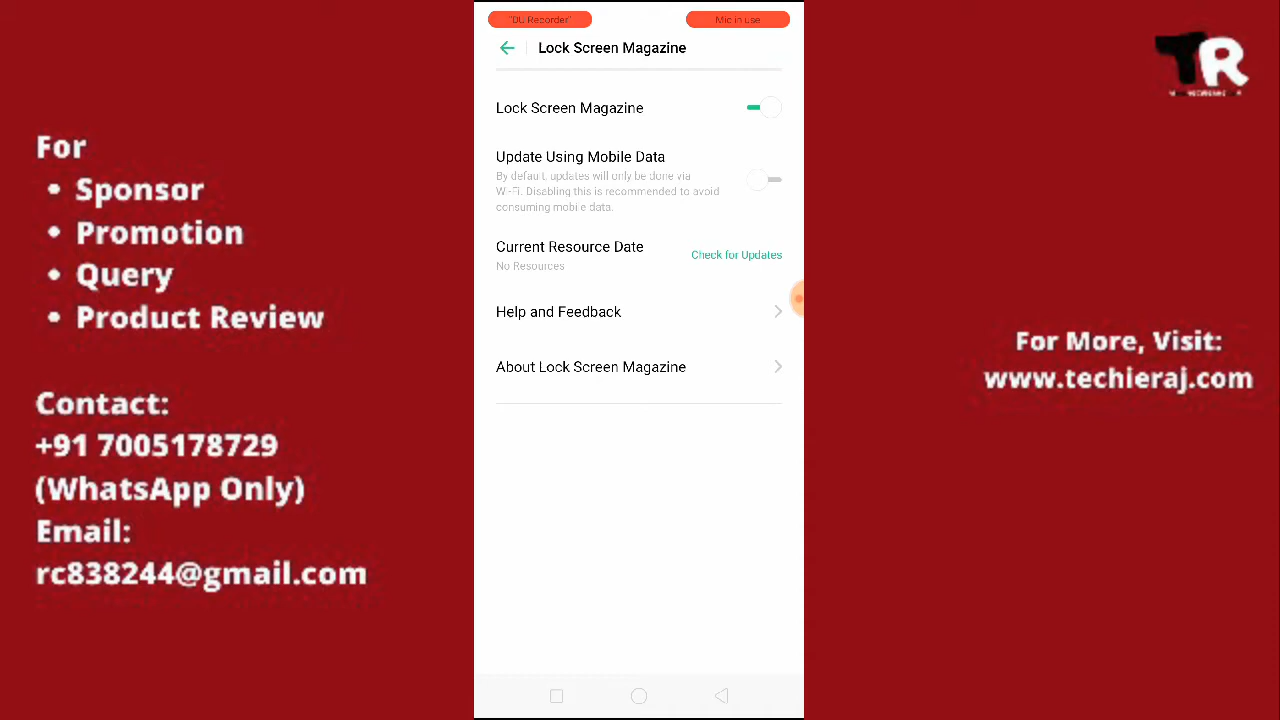 "DU Recorder"
Mic in use
Lock Screen Magazine
Lock Screen Magazine
Update Using Mobile Data
By default, updates will only be done via
Wi-Fi. Disabling this is recommended to avoid
consuming mobile data.
Current Resource Date
No Resources
Check for Updates
Help and Feedback
About Lock Screen Magazine
For
• Sponsor
• Promotion
• Query
• Product Review
Contact:
+91 7005178729
(WhatsApp Only)
Email:
rc838244@gmail.com
TR
For More, Visit:
www.techieraj.com